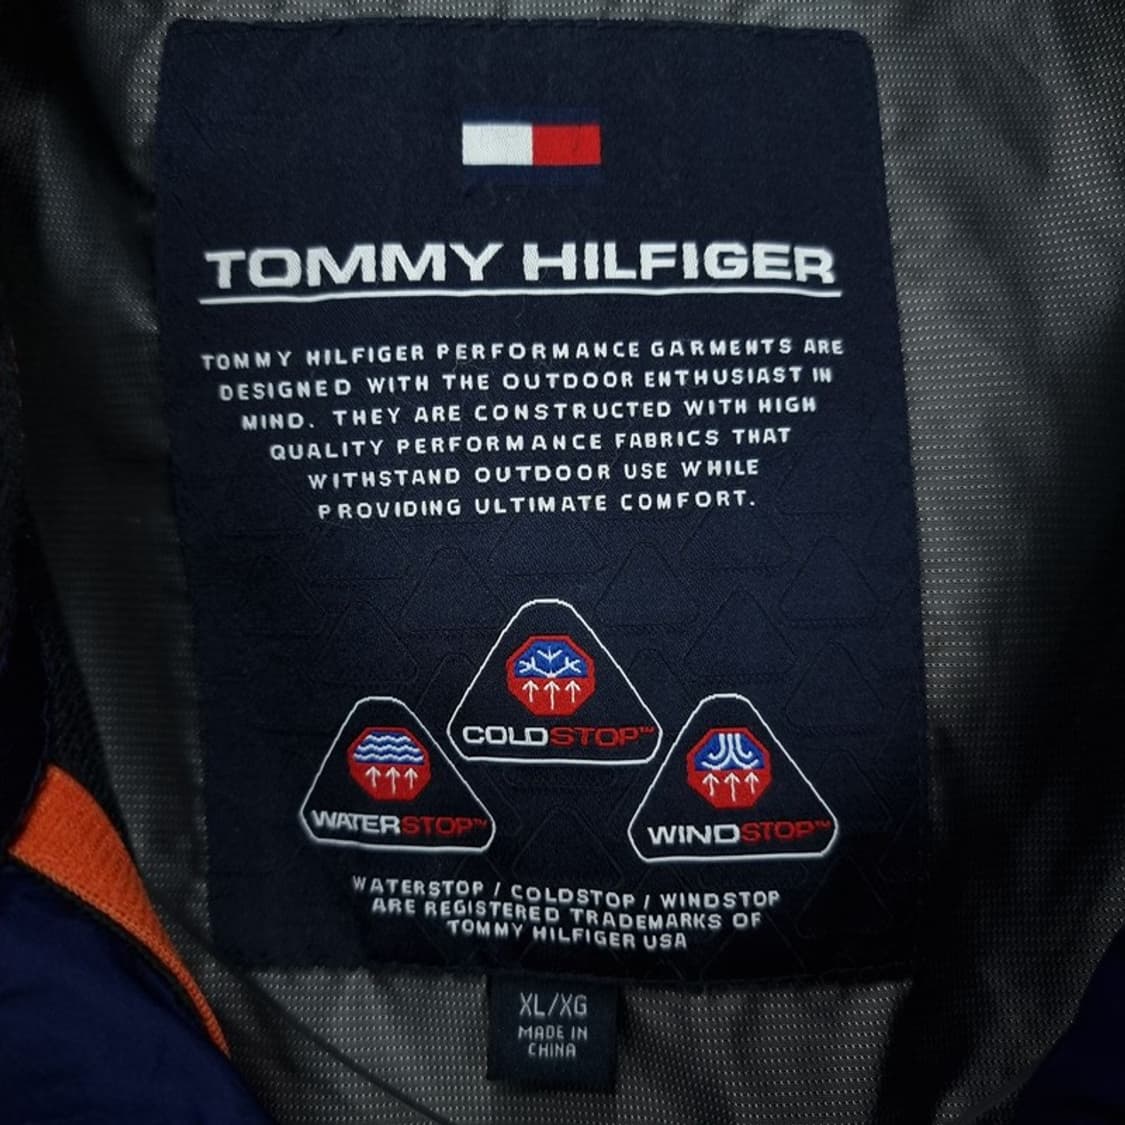 TOMMY HILFIGER
TOMMY HILFIGER PERFORMANCE GARMENTS ARE
DESIGNED WITH THE OUTDOOR ENTHUSIAST IN
MIND. THEY ARE CONSTRUCTED WITH HIGH
QUALITY PERFORMANCE FABRICS THAT
WITHSTAND OUTDOOR USE WHILE
PROVIDING ULTIMATE COMFORT.
COLDSTOP™
WATERSTOP™
WINDSTOP™
WATERSTOP / COLDSTOP / WINDSTOP
ARE REGISTERED TRADEMARKS OF
TOMMY HILFIGER USA
XL/XG
MADE IN
CHINA